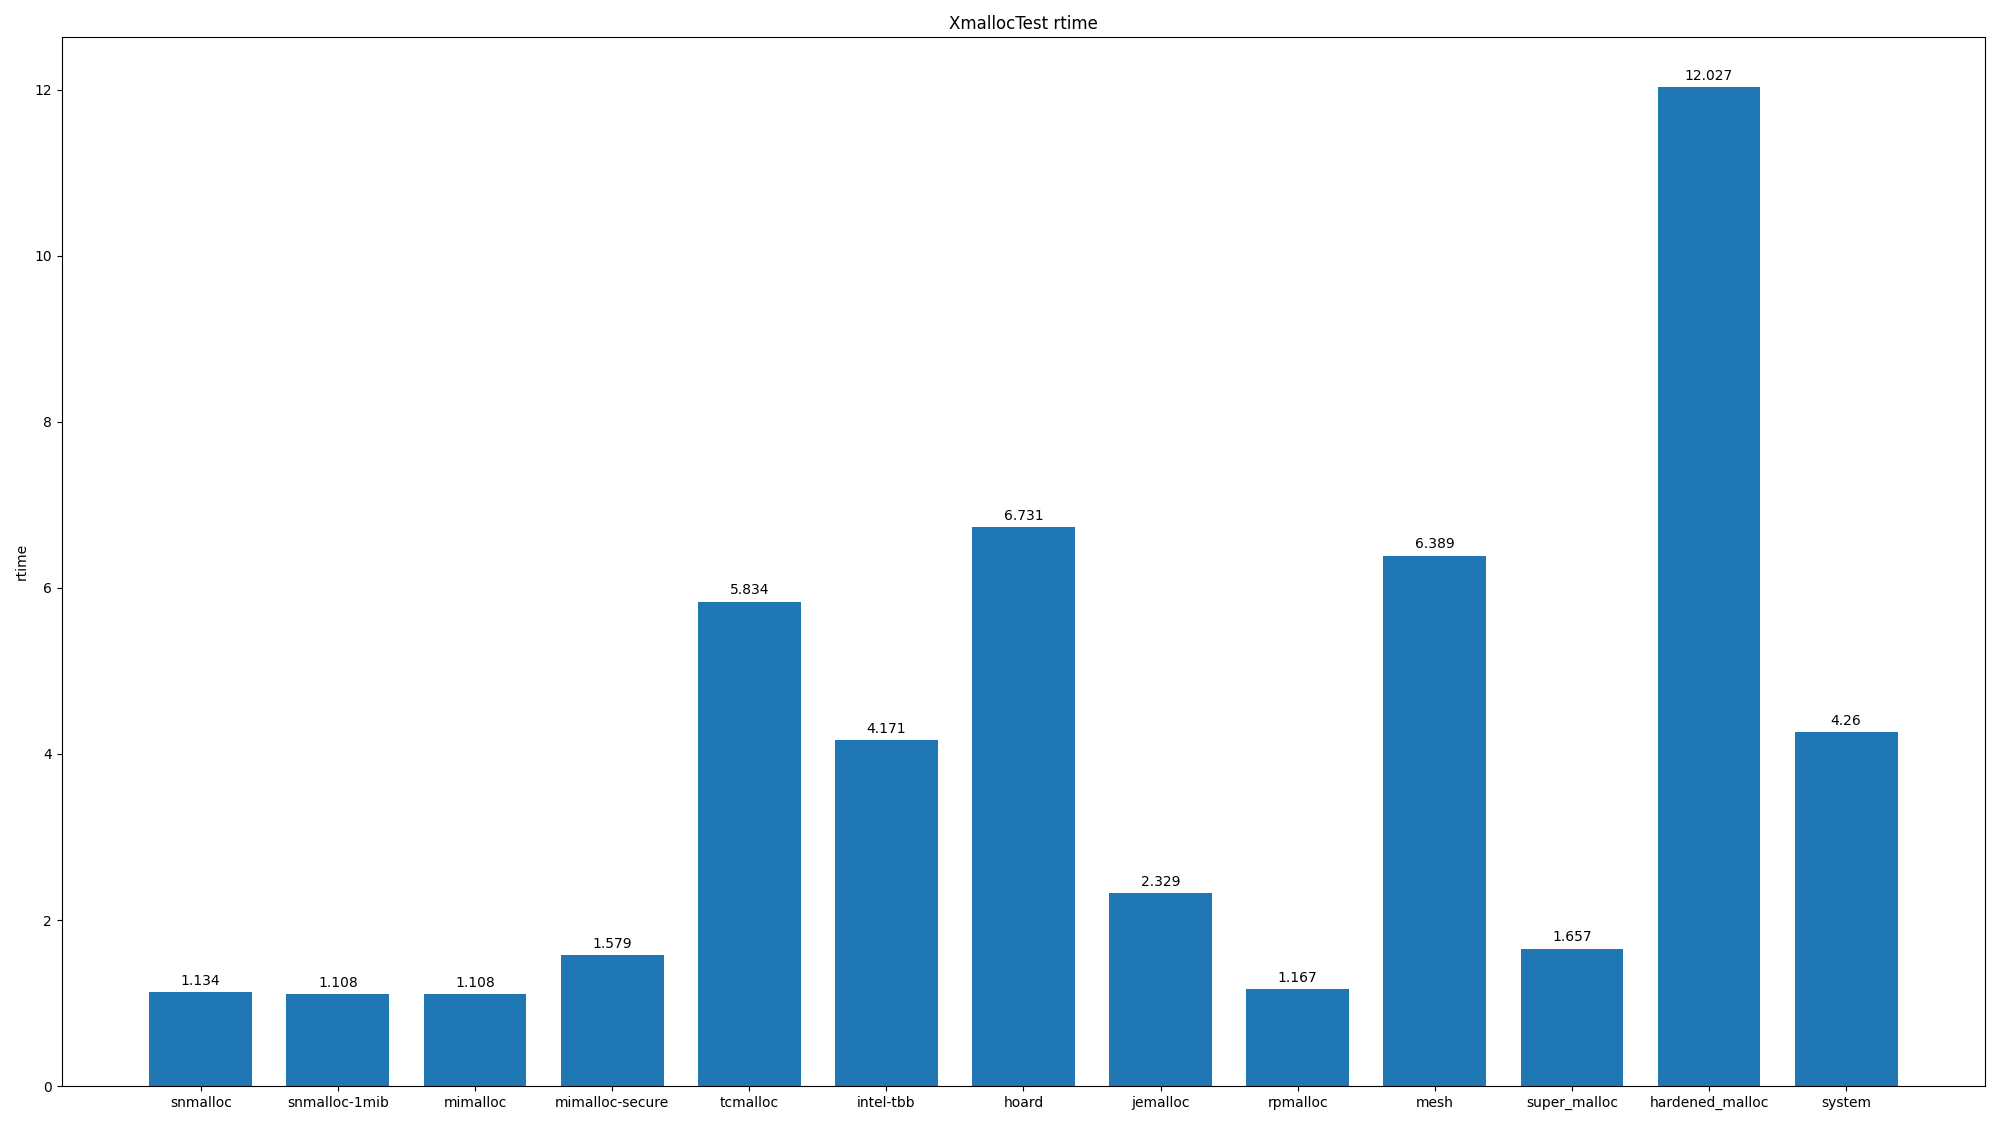 XmallocTest rtime
12.027
12
10
8
6.731
6.389
rtime
6
5.834
4.26
4.171
4
2.329
2
1.657
1.579
1.134
1.108
1.108
1.167
0
snmalloc
snmalloc-1mib
mimalloc
mimalloc-secure
tcmalloc
intel-tbb
hoard
jemalloc
rpmalloc
mesh
super_malloc
hardened_malloc
system